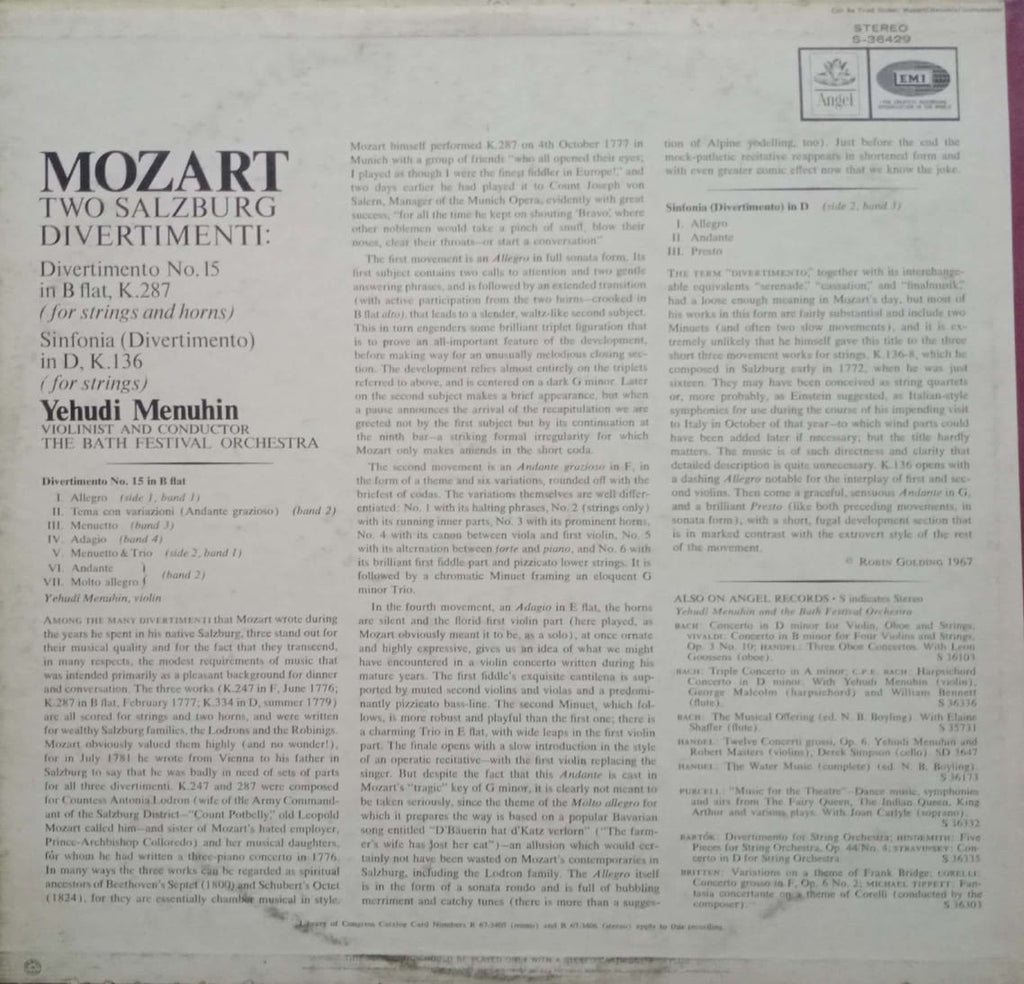 STEREO
S-36429
Angel
EMI
MOZART
TWO SALZBURG
DIVERTIMENTI:
Divertimento No. 15
in B flat, K.287
(for strings and horns)
Sinfonia (Divertimento)
in D, K.136
(for strings)
Yehudi Menuhin
VIOLINIST AND CONDUCTOR
THE BATH FESTIVAL ORCHESTRA
Divertimento No. 15 in B flat
I. Allegro (side 1, band 1)
II. Tema con variazioni (Andante grazioso) (band 2)
III. Menuetto (band 3)
IV. Adagio (band 4)
V. Menuetto & Trio (side 2, band 1)
VI. Andante
VII. Molto allegro } (band 2)
Yehudi Menuhin, violin
AMONG THE MANY DIVERTIMENTI that Mozart wrote during
the years he spent in his native Salzburg, three stand out for
their musical quality and for the fact that they transcend,
in many respects, the modest requirements of music that
was intended primarily as a pleasant background for dinner
and conversation. The three works (K.247 in F, June 1776;
K.287 in B flat, February 1777; K.334 in D, summer 1779)
are all scored for strings and two horns, and were written
for wealthy Salzburg families, the Lodrons and the Robinigs.
Mozart obviously valued them highly (and no wonder!),
for in July 1781 he wrote from Vienna to his father in
Salzburg to say that he was badly in need of sets of parts
for all three divertimenti. K.247 and 287 were composed
for Countess Antonia Lodron (wife of the Army Command-
ant of the Salzburg District—"Count Potbelly," old Leopold
Mozart called him—and sister of Mozart's hated employer,
Prince-Archbishop Colloredo) and her musical daughters,
for whom he had written a three-piano concerto in 1776.
In many ways the three works can be regarded as spiritual
ancestors of Beethoven's Septet (1800) and Schubert's Octet
(1824), for they are essentially chamber musical in style.
Mozart himself performed K.287 on 4th October 1777 in
Munich with a group of friends "who all opened their eyes;
I played as though I were the finest fiddler in Europe!," and
two days earlier he had played it to Count Joseph von
Salern, Manager of the Munich Opera, evidently with great
success, "for all the time he kept on shouting 'Bravo,' where
other noblemen would take a pinch of snuff, blow their
noses, clear their throats—or start a conversation"
The first movement is an Allegro in full sonata form. Its
first subject contains two calls to attention and two gentle
answering phrases, and is followed by an extended transition
(with active participation from the two horns—crooked in
B flat alto), that leads to a slender, waltz-like second subject.
This in turn engenders some brilliant triplet figuration that
is to prove an all-important feature of the development,
before making way for an unusually melodious closing sec-
tion. The development relies almost entirely on the triplets
referred to above, and is centered on a dark G minor. Later
on the second subject makes a brief appearance, but when
a pause announces the arrival of the recapitulation we are
greeted not by the first subject but by its continuation at
the ninth bar—a striking formal irregularity for which
Mozart only makes amends in the short coda.
The second movement is an Andante grazioso in F, in
the form of a theme and six variations, rounded off with the
briefest of codas. The variations themselves are well differ-
entiated: No. 1 with its halting phrases, No. 2 (strings only)
with its running inner parts, No. 3 with its prominent horns,
No. 4 with its canon between viola and first violin, No. 5
with its alternation between forte and piano, and No. 6 with
its brilliant first fiddle part and pizzicato lower strings. It is
followed by a chromatic Minuet framing an eloquent G
minor Trio.
In the fourth movement, an Adagio in E flat, the horns
are silent and the florid first violin part (here played, as
Mozart obviously meant it to be, as a solo), at once ornate
and highly expressive, gives us an idea of what we might
have encountered in a violin concerto written during his
mature years. The first fiddle's exquisite cantilena is sup-
ported by muted second violins and violas and a predomi-
nantly pizzicato bass-line. The second Minuet, which fol-
lows, is more robust and playful than the first one; there is
a charming Trio in E flat, with wide leaps in the first violin
part. The finale opens with a slow introduction in the style
of an operatic recitative—with the first violin replacing the
singer. But despite the fact that this Andante is cast in
Mozart's "tragic" key of G minor, it is clearly not meant to
be taken seriously, since the theme of the Molto allegro for
which it prepares the way is based on a popular Bavarian
song entitled "D'Bäuerin hat d'Katz verlorn" ("The farm-
er's wife has lost her cat")—an allusion which would cer-
tainly not have been wasted on Mozart's contemporaries in
Salzburg, including the Lodron family. The Allegro itself
is in the form of a sonata rondo and is full of bubbling
merriment and catchy tunes (there is more than a sugges-
tion of Alpine yodelling, too). Just before the end the
mock-pathetic recitative reappears in shortened form and
with even greater comic effect now that we know the joke.
Sinfonia (Divertimento) in D (side 2, band 3)
I. Allegro
II. Andante
III. Presto
THE TERM "DIVERTIMENTO," together with its interchange-
able equivalents "serenade," "cassation," and "finalmusik,"
had a loose enough meaning in Mozart's day, but most of
his works in this form are fairly substantial and include two
Minuets (and often two slow movements), and it is ex-
tremely unlikely that he himself gave this title to the three
short three movement works for strings, K.136-8, which he
composed in Salzburg early in 1772, when he was just
sixteen. They may have been conceived as string quartets
or, more probably, as Einstein suggested, as Italian-style
symphonies for use during the course of his impending visit
to Italy in October of that year—to which wind parts could
have been added later if necessary; but the title hardly
matters. The music is of such directness and clarity that
detailed description is quite unnecessary. K.136 opens with
a dashing Allegro notable for the interplay of first and sec-
ond violins. Then come a graceful, sensuous Andante in G,
and a brilliant Presto (like both preceding movements, in
sonata form), with a short, fugal development section that
is in marked contrast with the extrovert style of the rest
of the movement.
© ROBIN GOLDING 1967
ALSO ON ANGEL RECORDS • S indicates Stereo
Yehudi Menuhin and the Bath Festival Orchestra
BACH: Concerto in D minor for Violin, Oboe and Strings,
VIVALDI: Concerto in B minor for Four Violins and Strings,
Op. 3 No. 10; HANDEL: Three Oboe Concertos. With Leon
Goossens (oboe). S 36103
BACH: Triple Concerto in A minor; C.P.E. BACH: Harpsichord
Concerto in D minor. With Yehudi Menuhin (violin),
George Malcolm (harpsichord) and William Bennett
(flute). S 36336
BACH: The Musical Offering (ed. N. B. Boyling). With Elaine
Shaffer (flute). S 35731
HANDEL: Twelve Concerti grossi, Op. 6. Yehudi Menuhin and
Robert Masters (violins), Derek Simpson (cello). SD 3647
HANDEL: The Water Music (complete) (ed. N. B. Boyling).
S 36173
PURCELL: "Music for the Theatre"—Dance music, symphonies
and airs from The Fairy Queen, The Indian Queen, King
Arthur and various plays. With Joan Carlyle (soprano).
S 36332
BARTÓK: Divertimento for String Orchestra; HINDEMITH: Five
Pieces for String Orchestra, Op. 44 No. 4; STRAVINSKY: Con-
certo in D for String Orchestra. S 36335
BRITTEN: Variations on a theme of Frank Bridge; CORELLI:
Concerto grosso in F, Op. 6 No. 2; MICHAEL TIPPETT: Fan-
tasia concertante on a theme of Corelli (conducted by the
composer). S 36303
Library of Congress Catalog Card Numbers R 67-3405 (mono) and R 67-3406 (stereo) apply to this recording.